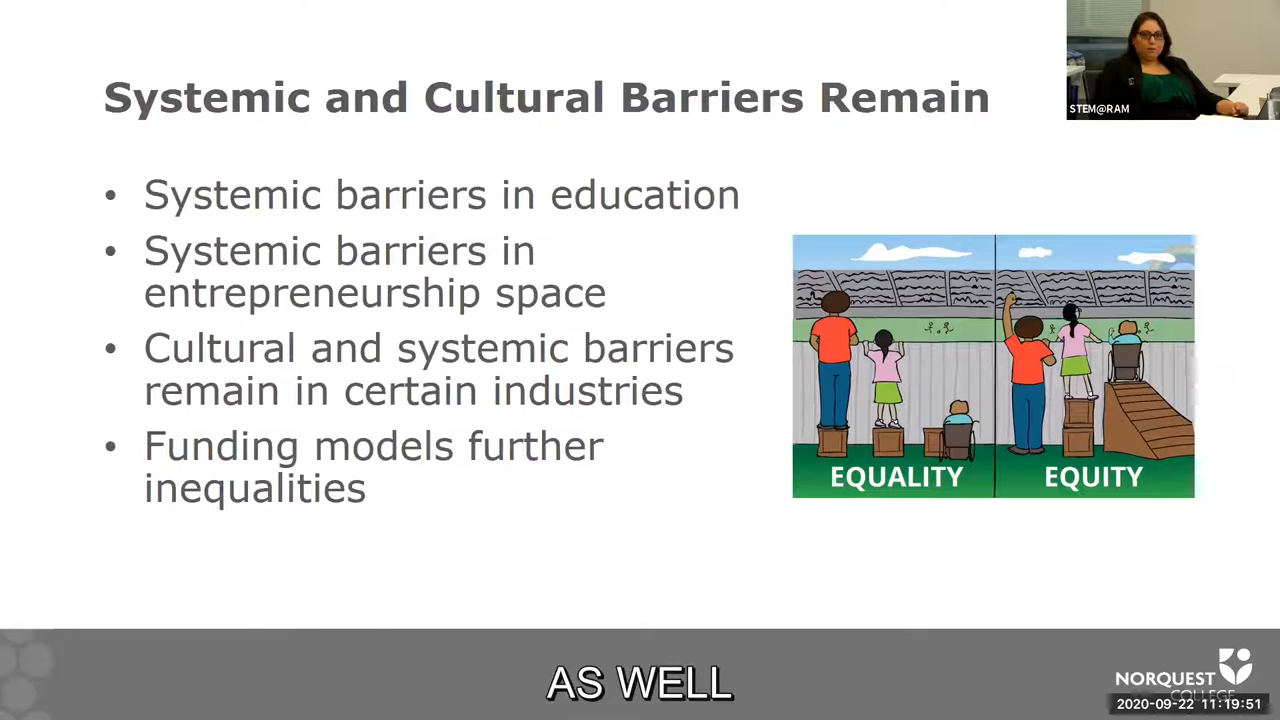 Systemic and Cultural Barriers Remain
STEM@RAM
• Systemic barriers in education
• Systemic barriers in
entrepreneurship space
• Cultural and systemic barriers
remain in certain industries
• Funding models further
inequalities
EQUALITY
EQUITY
AS WELL
NORQUEST
COLLEGE
2020-09-22 11:19:51